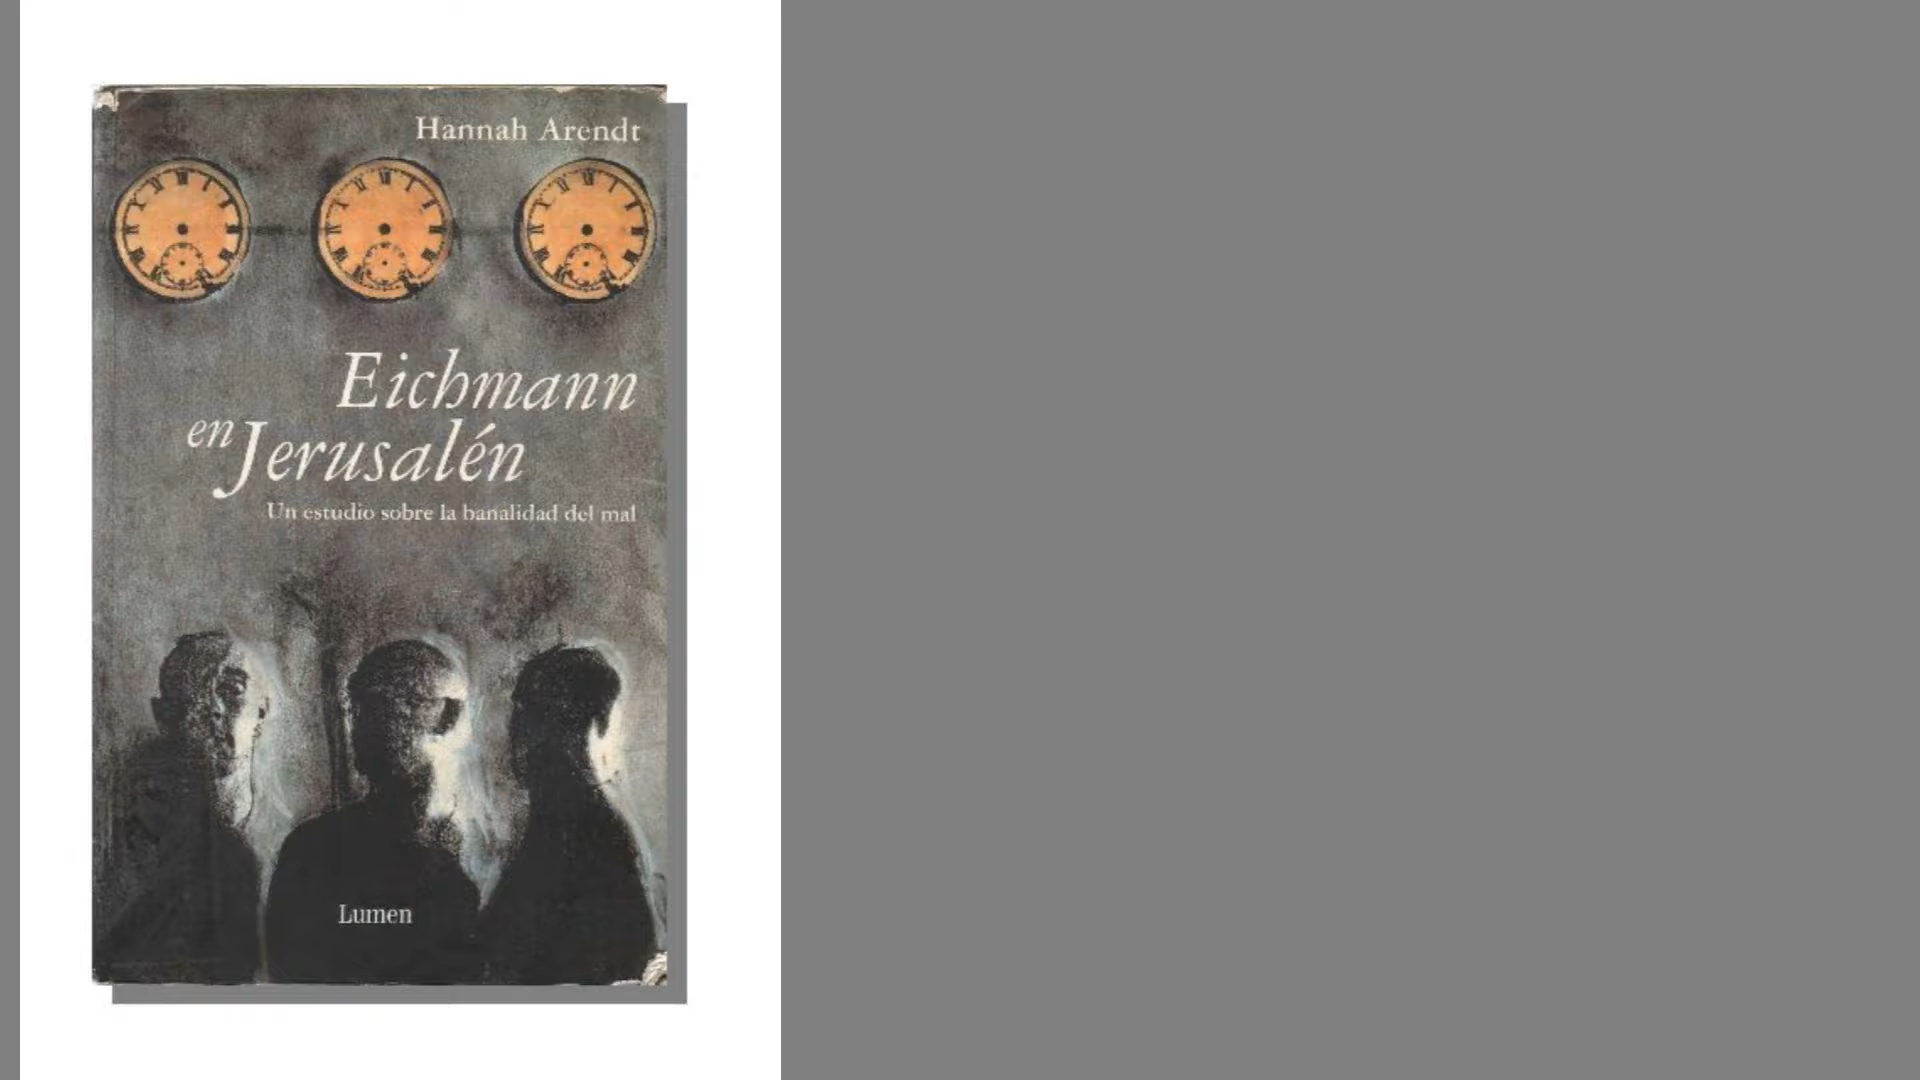 Hannah Arendt
Eichmann
en Jerusalén
Un estudio sobre la banalidad del mal
Lumen